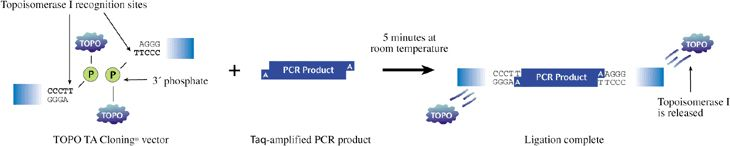 Topoisomerase I recognition sites
TOPO
AGGG
TTCCC
P P
3´ phosphate
CCCTT
GGGA
TOPO
TOPO TA Cloning® vector
+
A PCR Product A
Taq-amplified PCR product
5 minutes at
room temperature
CCCTT A PCR Product A AGGG
GGGA TTCCC
TOPO
TOPO
Topoisomerase I
is released
Ligation complete